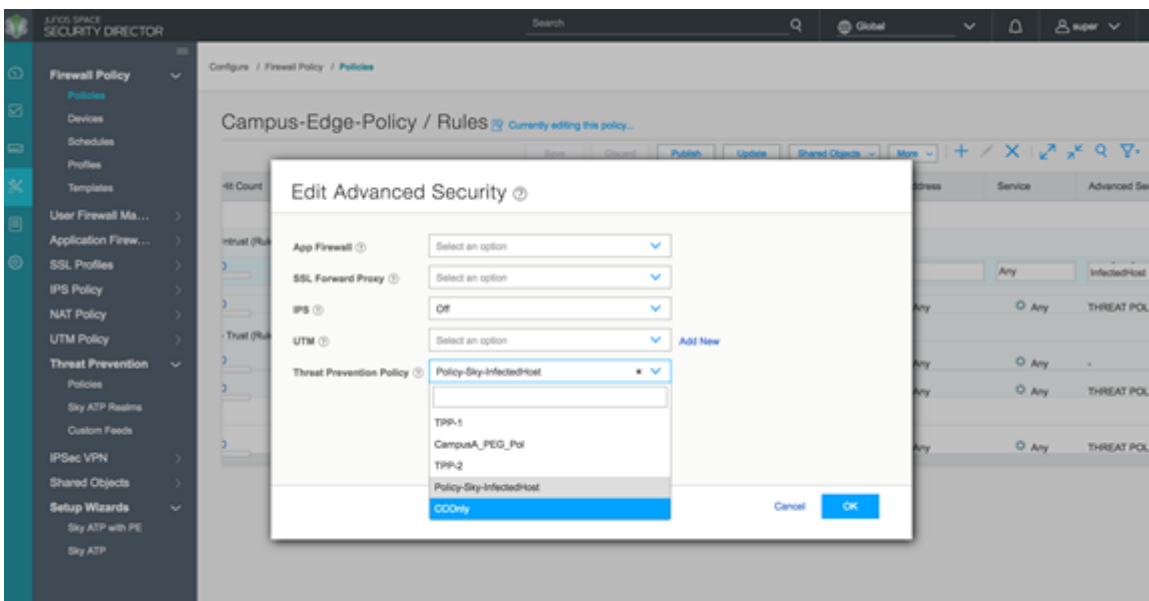 JUNOS SPACE
SECURITY DIRECTOR
Search
Global
super
Firewall Policy
Policies
Devices
Schedules
Profiles
Templates
User Firewall Ma...
Application Firew...
SSL Profiles
IPS Policy
NAT Policy
UTM Policy
Threat Prevention
Policies
Sky ATP Realms
Custom Feeds
IPSec VPN
Shared Objects
Setup Wizards
Sky ATP with PE
Sky ATP
Configure / Firewall Policy / Policies
Campus-Edge-Policy / Rules Currently editing this policy...
Save Discard Publish Update Shared Objects More
Hit Count
Service
Advanced Se
Any
InfectedHost
Any Any THREAT POL
Trust (Rul
Any Any -
Any Any THREAT POL
Any Any THREAT POL
Edit Advanced Security
App Firewall Select an option
SSL Forward Proxy Select an option
IPS Off
UTM Select an option Add New
Threat Prevention Policy Policy-Sky-InfectedHost
TPP-1
CampusA_PEG_Pol
TPP-2
Policy-Sky-InfectedHost
CCOnly
Cancel OK